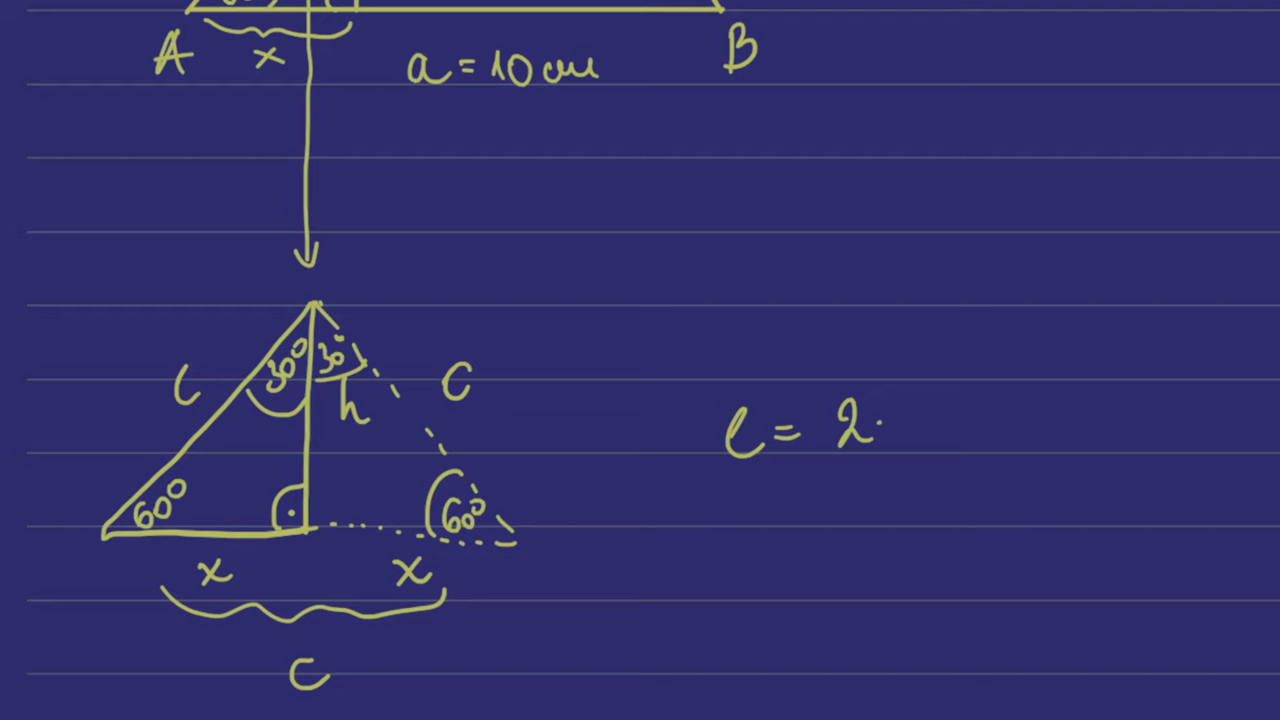 A x B
a = 10 cm
30° 30°
c h c
60° 60°
c = 2·
x x
c